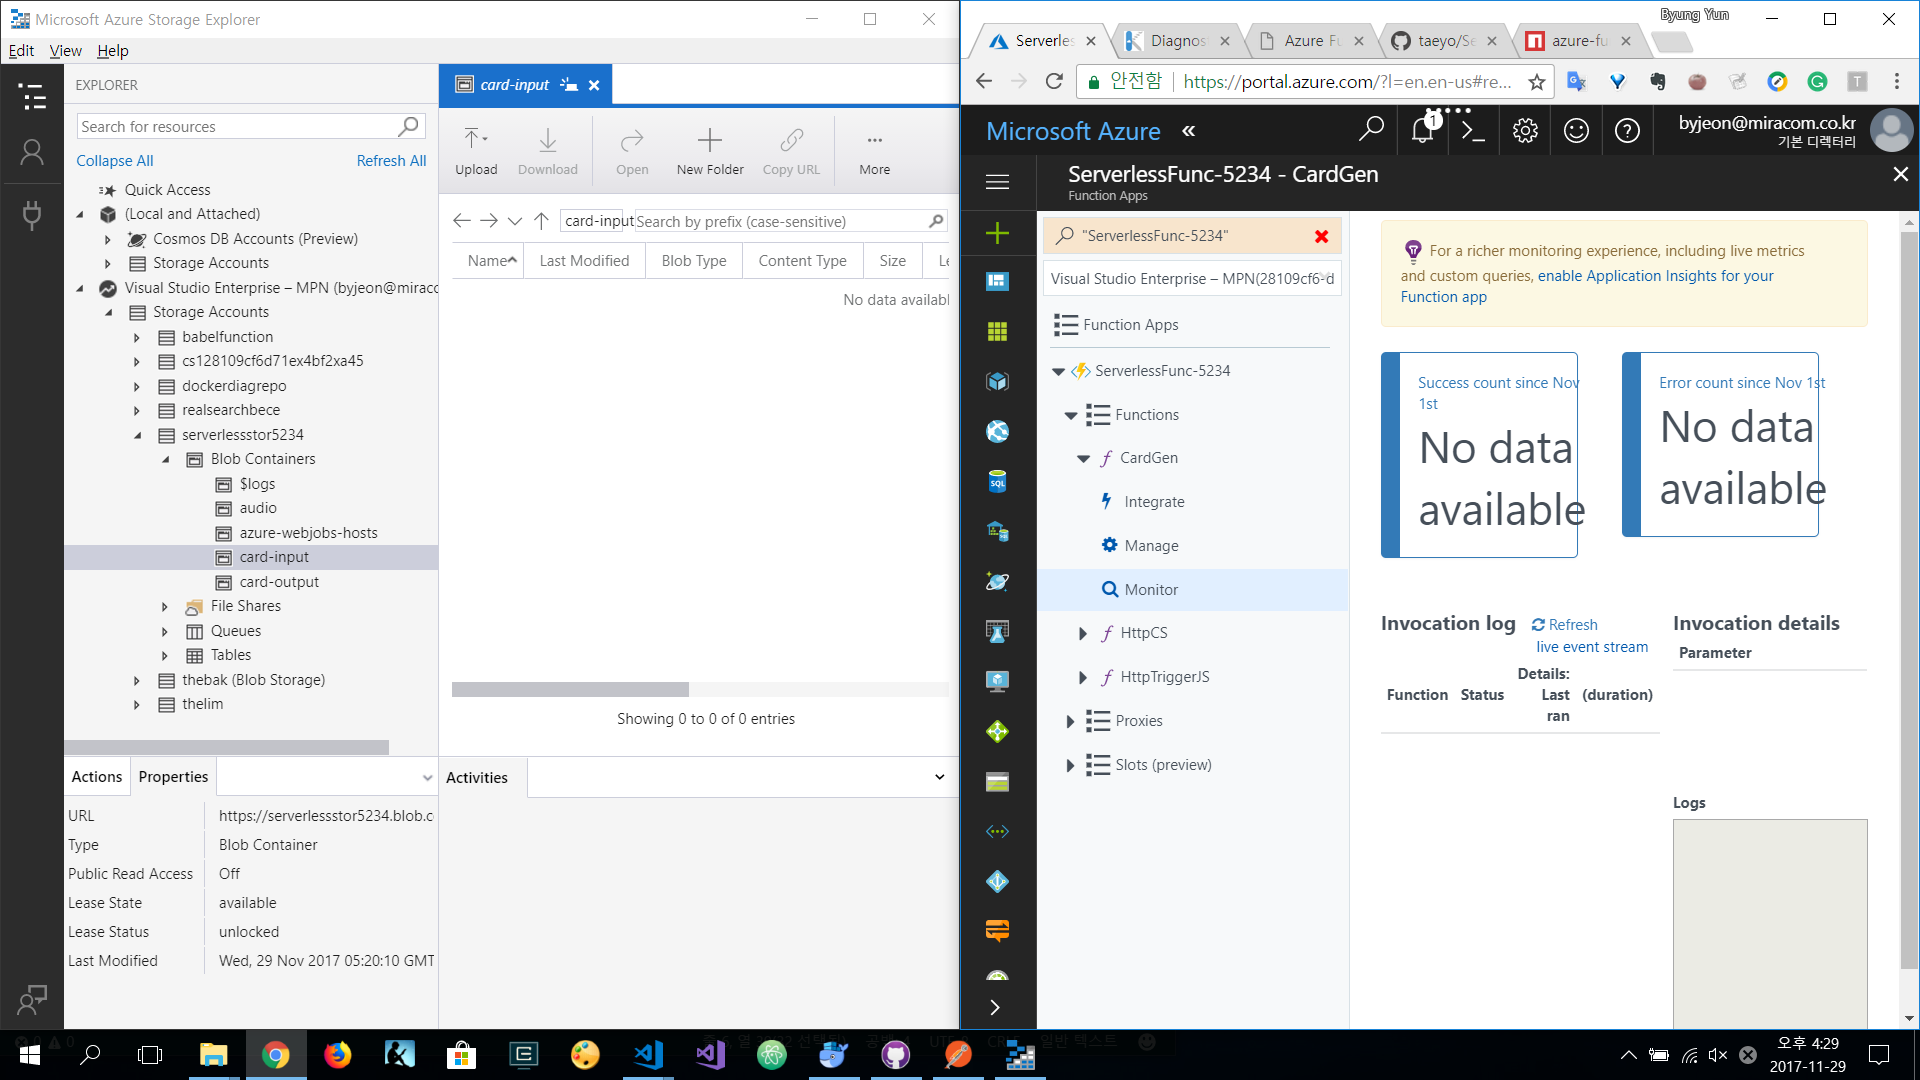 Microsoft Azure Storage Explorer
Edit View Help
EXPLORER
Search for resources
Collapse All
Refresh All
Quick Access
(Local and Attached)
Cosmos DB Accounts (Preview)
Storage Accounts
Visual Studio Enterprise – MPN (byjeon@miraco
Storage Accounts
babelfunction
cs128109cf6d71ex4bf2xa45
dockerdiagrepo
realsearchbece
serverlessstor5234
Blob Containers
$logs
audio
azure-webjobs-hosts
card-input
card-output
File Shares
Queues
Tables
thebak (Blob Storage)
thelim
Actions
Properties
URL https://serverlessstor5234.blob.c
Type Blob Container
Public Read Access Off
Lease State available
Lease Status unlocked
Last Modified Wed, 29 Nov 2017 05:20:10 GMT
card-input
Upload
Download
Open
New Folder
Copy URL
More
card-input
Search by prefix (case-sensitive)
Name Last Modified Blob Type Content Type Size Le
No data availabl
Showing 0 to 0 of 0 entries
Activities
Byung Yun
Serverles
Diagnos
Azure Fu
taeyo/Se
azure-fu
안전함 https://portal.azure.com/?l=en.en-us#re...
Microsoft Azure
1
byjeon@miracom.co.kr
기본 디렉터리
ServerlessFunc-5234 - CardGen
Function Apps
"ServerlessFunc-5234"
Visual Studio Enterprise – MPN(28109cf6-d
Function Apps
ServerlessFunc-5234
Functions
CardGen
Integrate
Manage
Monitor
HttpCS
HttpTriggerJS
Proxies
Slots (preview)
SQL
For a richer monitoring experience, including live metrics
and custom queries, enable Application Insights for your
Function app
Success count since Nov
1st
No data
available
Error count since Nov 1st
No data
available
Invocation log
Refresh
live event stream
Function Status Details: Last ran (duration)
Invocation details
Parameter
Logs
오후 4:29
2017-11-29